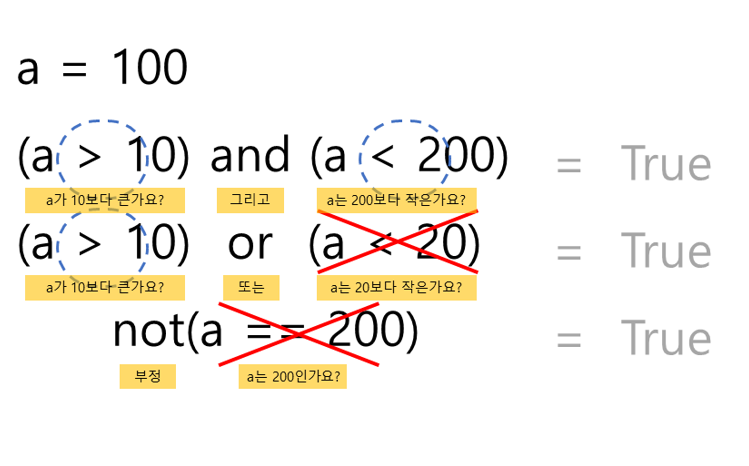 a = 100
(a > 10) and (a < 200) = True
a가 10보다 큰가요? 그리고 a는 200보다 작은가요?
(a > 10) or (a < 20) = True
a가 10보다 큰가요? 또는 a는 20보다 작은가요?
not(a == 200) = True
부정 a는 200인가요?